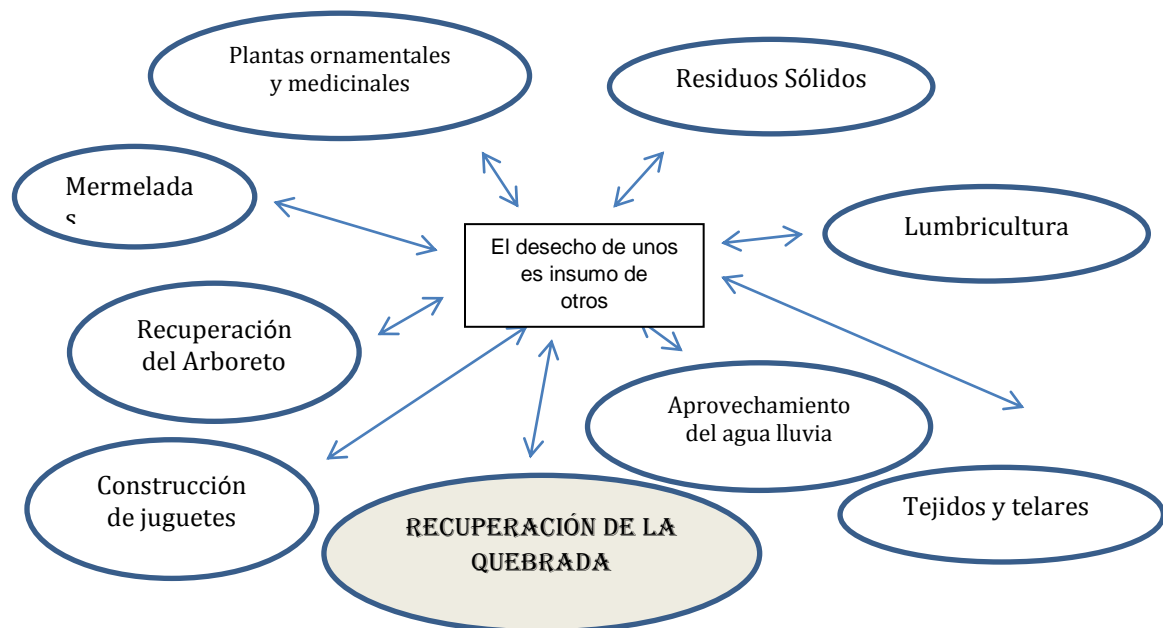 Plantas ornamentales
y medicinales
Residuos Sólidos
Mermelada
s
Lumbricultura
El desecho de unos
es insumo de
otros
Recuperación
del Arboreto
Aprovechamiento
del agua lluvia
Construcción
de juguetes
Tejidos y telares
RECUPERACIÓN DE LA
QUEBRADA